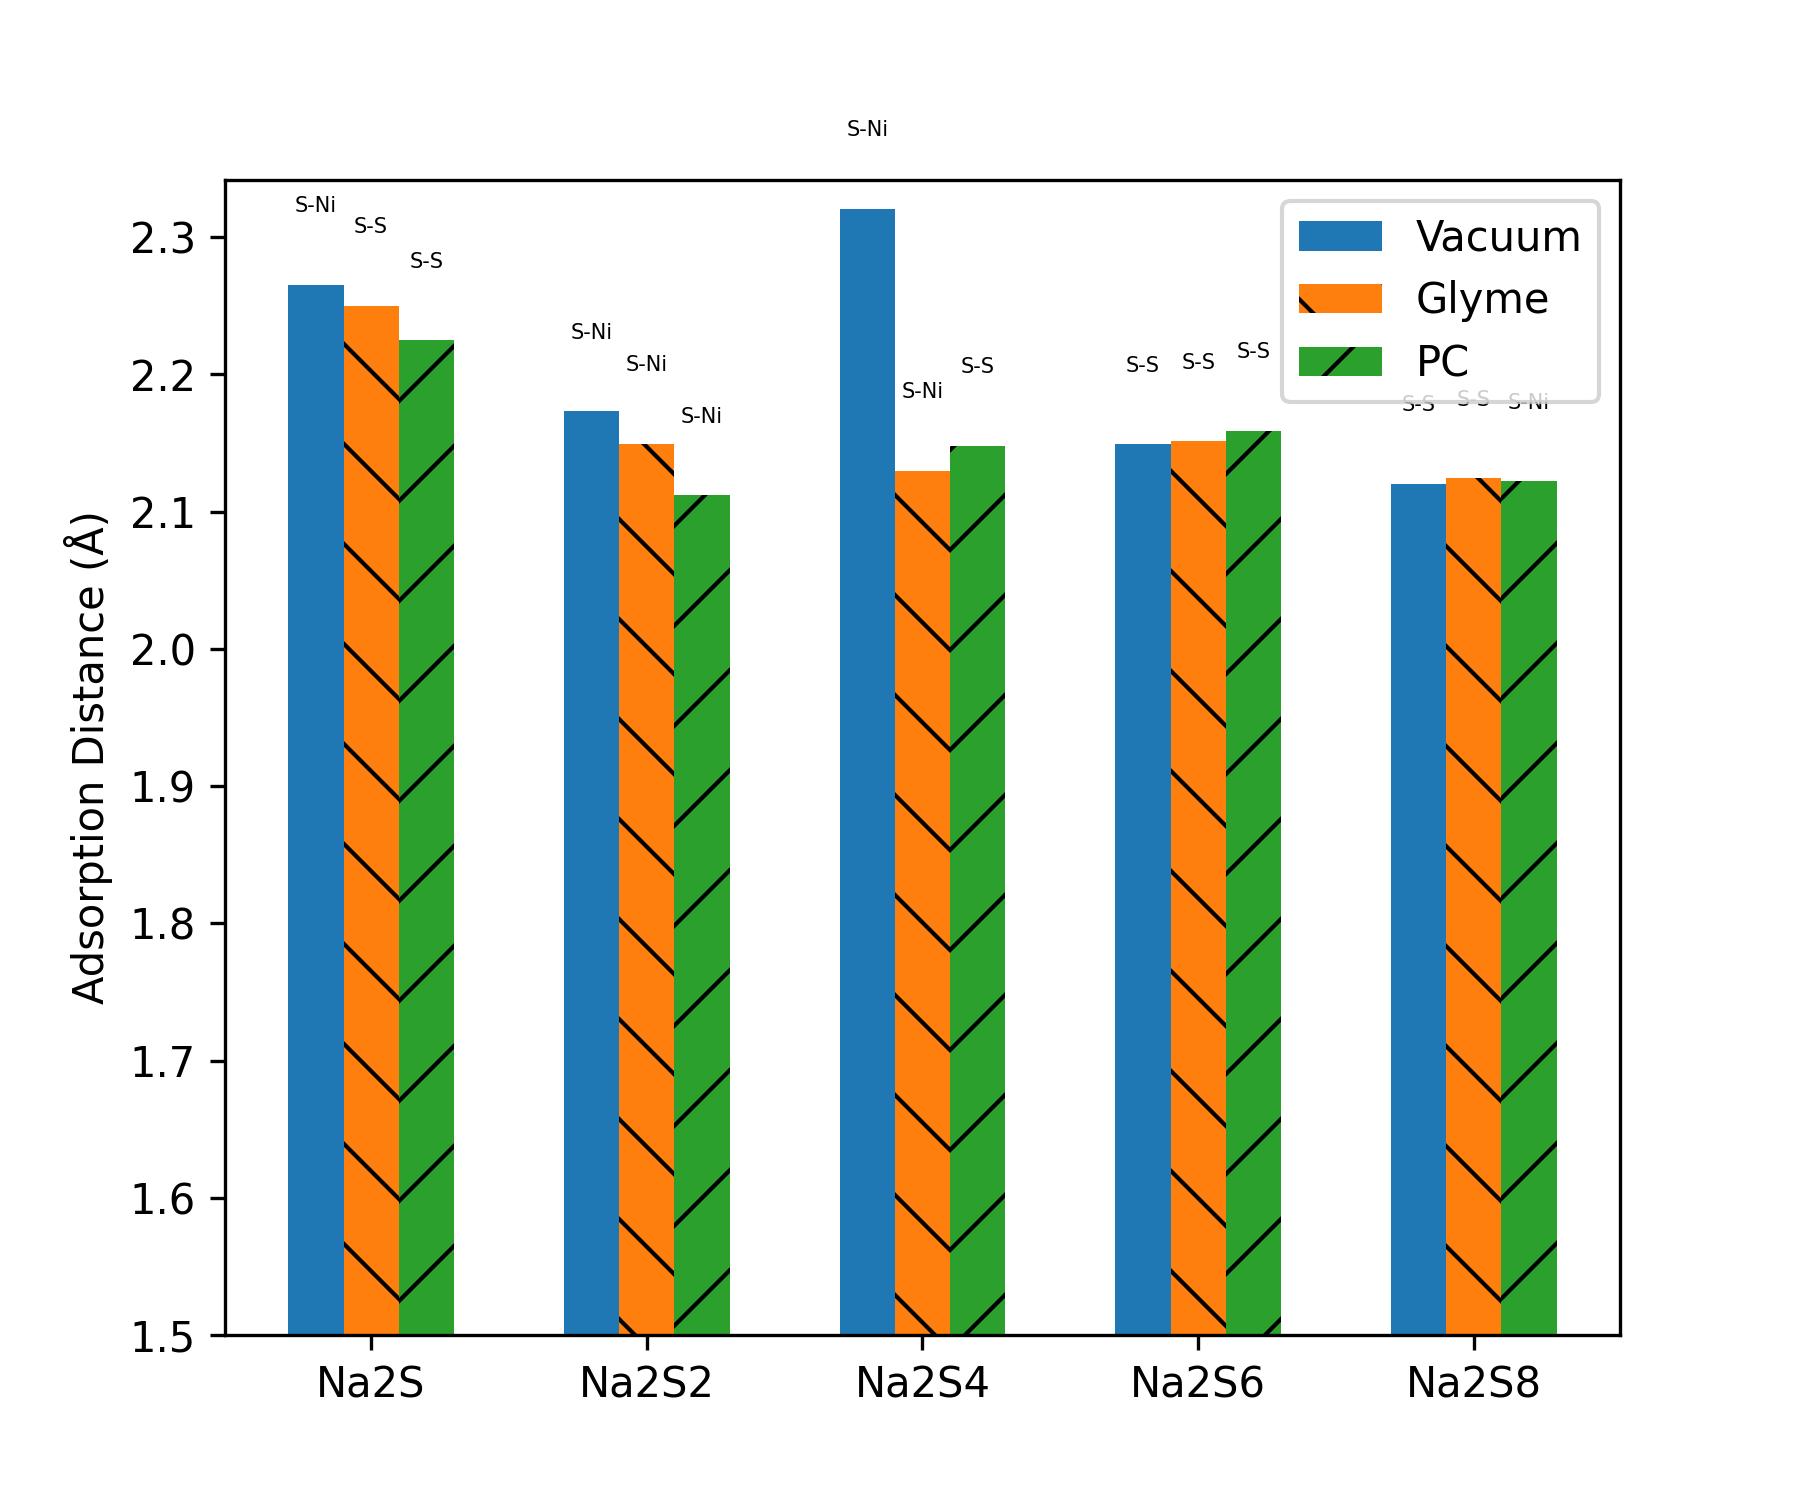 S-Ni
S-Ni
S-S
S-S
S-Ni
S-Ni
S-Ni
S-Ni
S-S
S-S
S-S
S-S
S-S
S-S
S-Ni
Vacuum
Glyme
PC
2.3
2.2
2.1
2.0
1.9
1.8
1.7
1.6
1.5
Adsorption Distance (Å)
Na2S
Na2S2
Na2S4
Na2S6
Na2S8